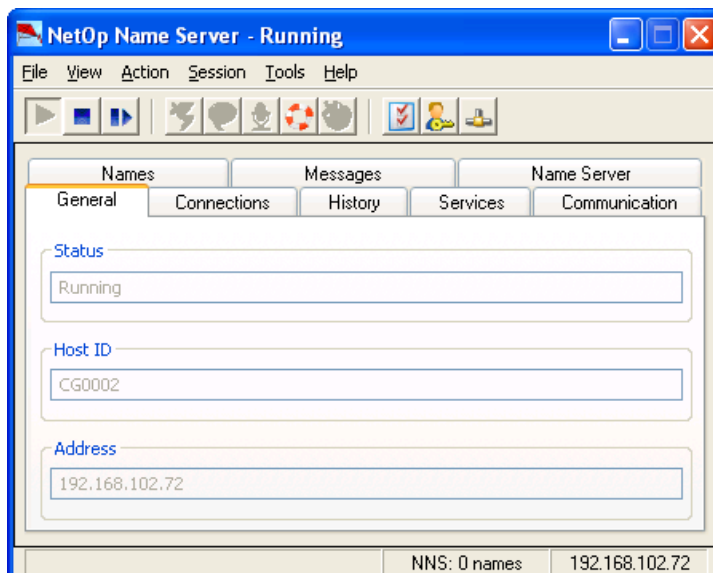 NetOp Name Server - Running
File View Action Session Tools Help
Names Messages Name Server
General Connections History Services Communication
Status
Running
Host ID
CG0002
Address
192.168.102.72
NNS: 0 names 192.168.102.72